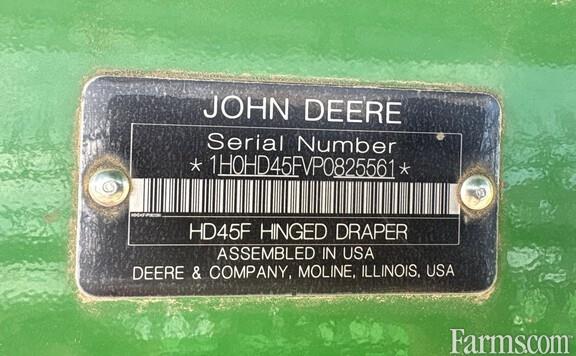 JOHN DEERE
Serial Number
*1H0HD45FVP0825561*
HD45F HINGED DRAPER
ASSEMBLED IN USA
DEERE & COMPANY, MOLINE, ILLINOIS, USA
Farms.com